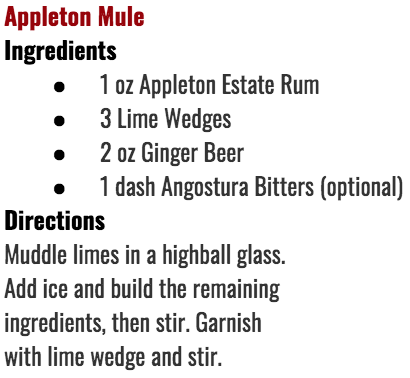 Appleton Mule
Ingredients
● 1 oz Appleton Estate Rum
● 3 Lime Wedges
● 2 oz Ginger Beer
● 1 dash Angostura Bitters (optional)
Directions
Muddle limes in a highball glass.
Add ice and build the remaining
ingredients, then stir. Garnish
with lime wedge and stir.